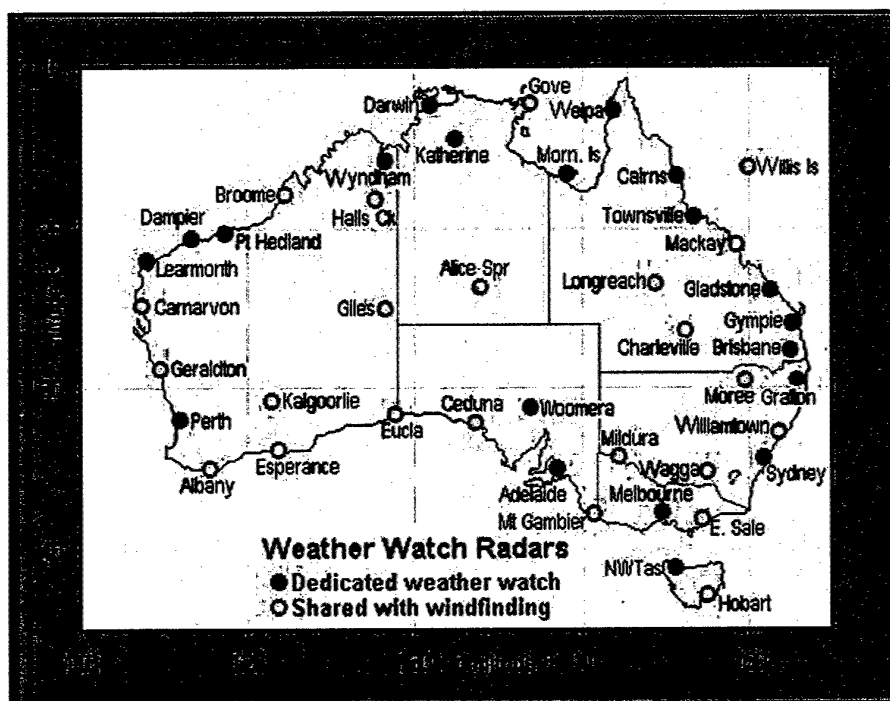 Gove
Darwin
Weipa
Katherine
Morn. Is
Willis Is
Wyndham
Cairns
Broome
Halls Ck
Townsville
Dampier
Pt Hedland
Mackay
Learmonth
Alice Spr
Longreach
Gladstone
Carnarvon
Giles
Gympie
Charleville
Brisbane
Geraldton
Moree
Grafton
Kalgoorlie
Ceduna
Woomera
Perth
Eucla
Williamtown
Mildura
Esperance
Wagga
Sydney
Albany
Adelaide
Melbourne
Mt Gambier
E. Sale
Weather Watch Radars
Dedicated weather watch
NWTas
Shared with windfinding
Hobart